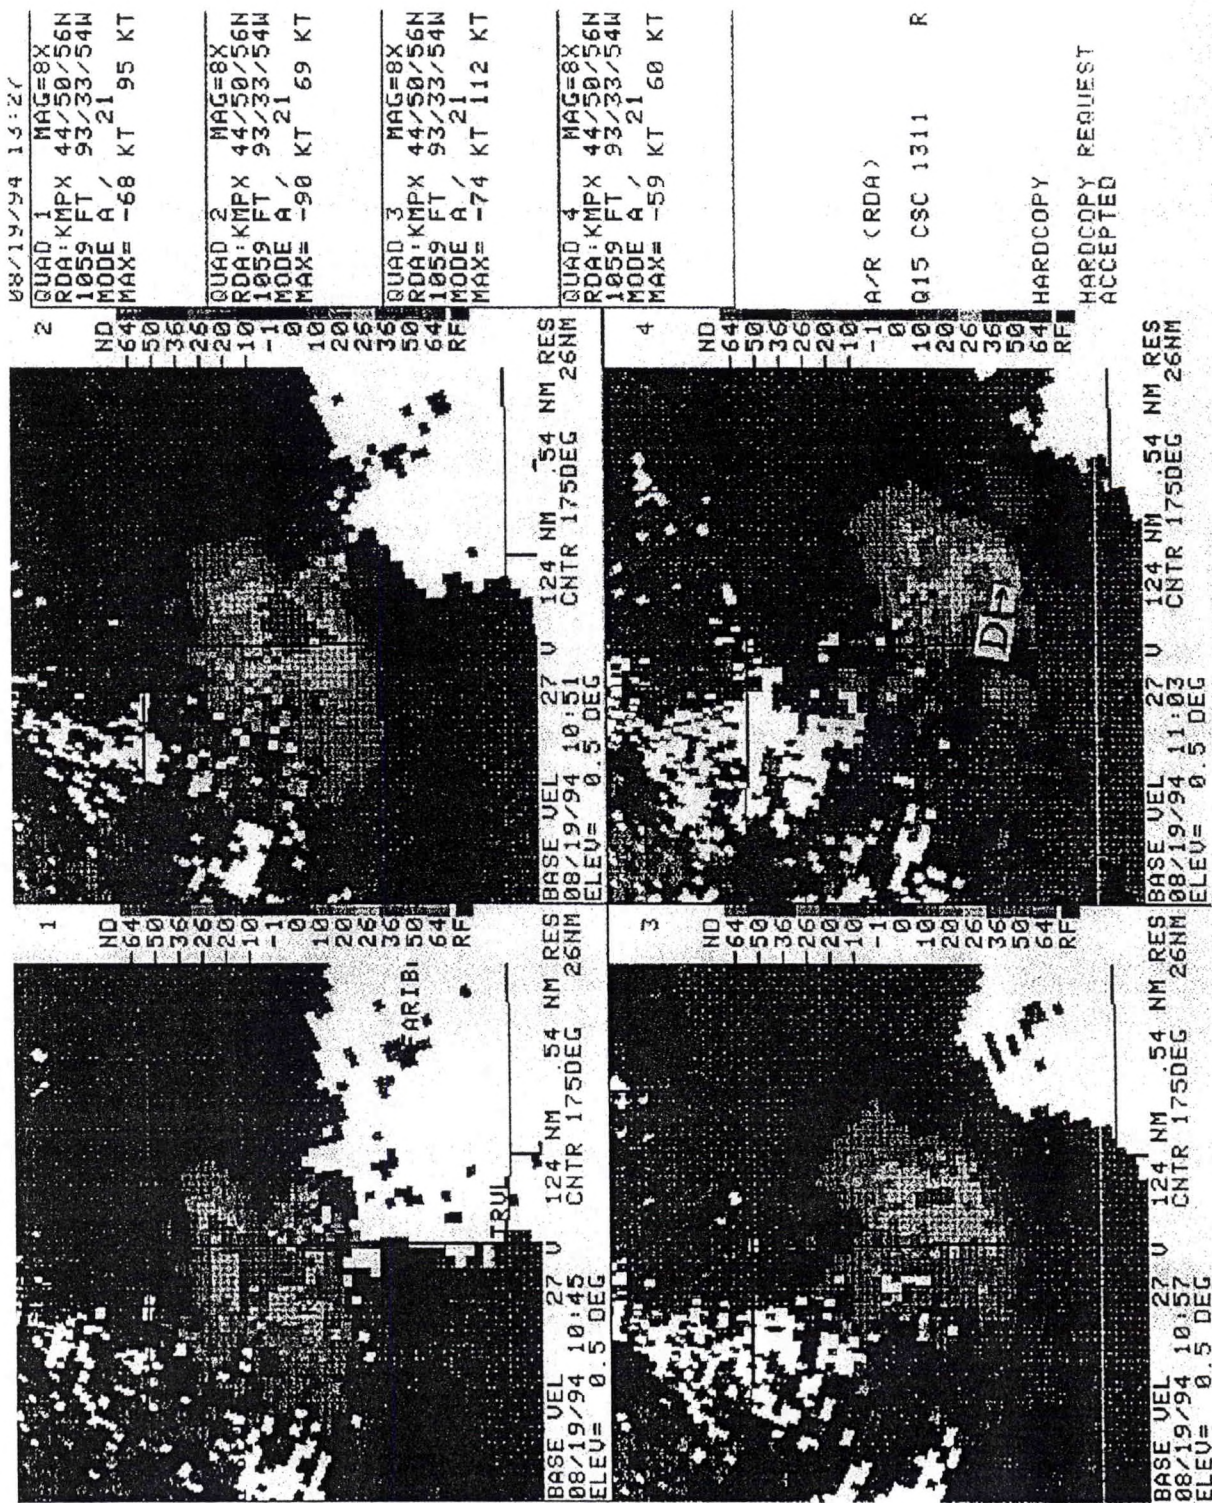 08/19/94 13:27
1
ND
-64
-50
-36
-26
-20
-10
-1
0
10
20
26
36
50
64
RF
TRVL
BASE VEL 27 V 124 NM .54 NM RES
08/19/94 10:45 CNTR 175DEG 26NM
ELEV= 0.5 DEG
2
ND
-64
-50
-36
-26
-20
-10
-1
0
10
20
26
36
50
64
RF
BASE VEL 27 V 124 NM .54 NM RES
08/19/94 10:51 CNTR 175DEG 26NM
ELEV= 0.5 DEG
3
ND
-64
-50
-36
-26
-20
-10
-1
0
10
20
26
36
50
64
RF
BASE VEL 27 V 124 NM .54 NM RES
08/19/94 10:57 CNTR 175DEG 26NM
ELEV= 0.5 DEG
4
ND
-64
-50
-36
-26
-20
-10
-1
0
10
20
26
36
50
64
RF
D→
BASE VEL 27 V 124 NM .54 NM RES
08/19/94 11:03 CNTR 175DEG 26NM
ELEV= 0.5 DEG
QUAD 1 MAG=8X
RDA:KMPX 44/50/56N
1059 FT 93/33/54W
MODE A / 21
MAX= -68 KT 95 KT
QUAD 2 MAG=8X
RDA:KMPX 44/50/56N
1059 FT 93/33/54W
MODE A / 21
MAX= -90 KT 69 KT
QUAD 3 MAG=8X
RDA:KMPX 44/50/56N
1059 FT 93/33/54W
MODE A / 21
MAX= -74 KT 112 KT
QUAD 4 MAG=8X
RDA:KMPX 44/50/56N
1059 FT 93/33/54W
MODE A / 21
MAX= -59 KT 60 KT
A/R (RDA)
Q15 CSC 1311 R
HARDCOPY
HARDCOPY REQUEST
ACCEPTED